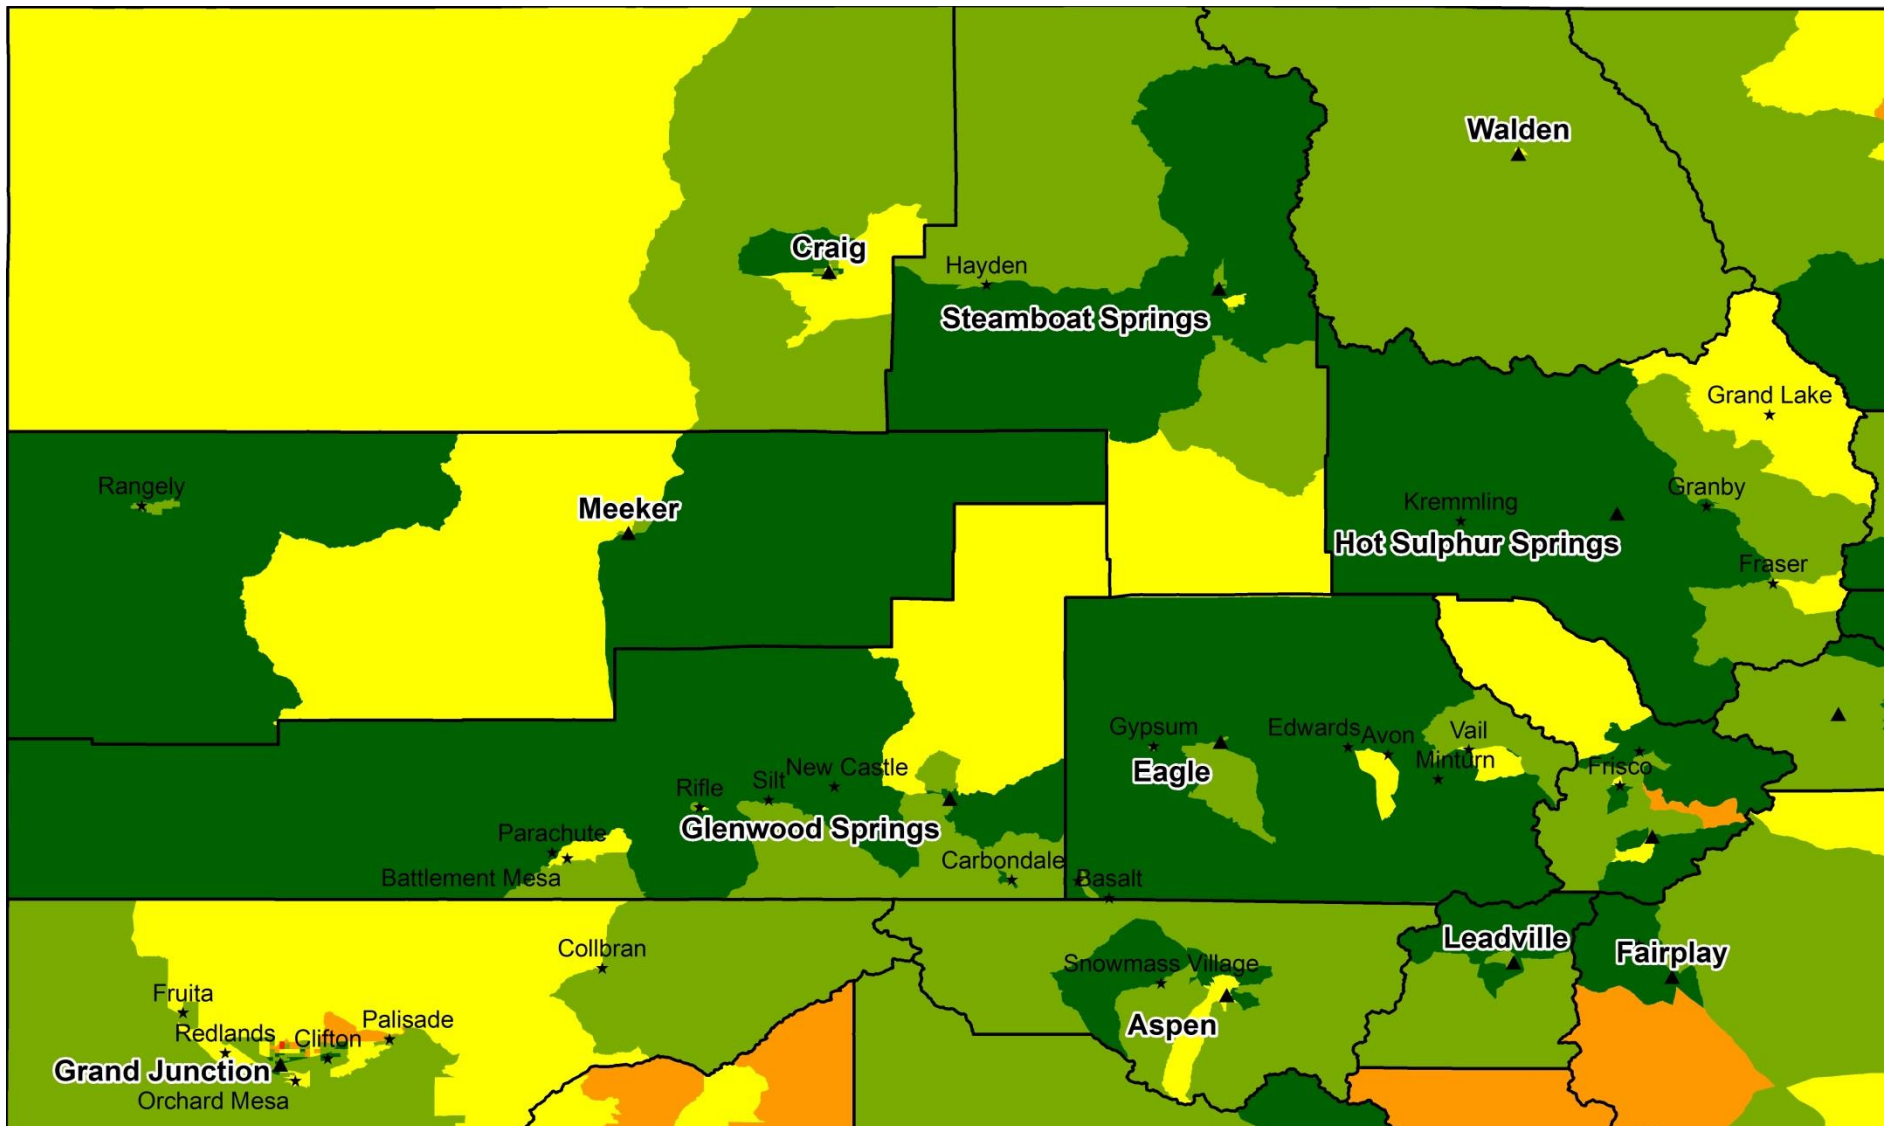 Walden
Craig
Hayden
Steamboat Springs
Grand Lake
Rangely
Meeker
Granby
Kremmling
Hot Sulphur Springs
Fraser
Gypsum
Edwards
Avon
Vail
Eagle
Minturn
New Castle
Silt
Rifle
Frisco
Glenwood Springs
Parachute
Carbondale
Battlement Mesa
Basalt
Collbran
Leadville
Fairplay
Snowmass Village
Fruita
Palisade
Redlands
Clifton
Aspen
Grand Junction
Orchard Mesa